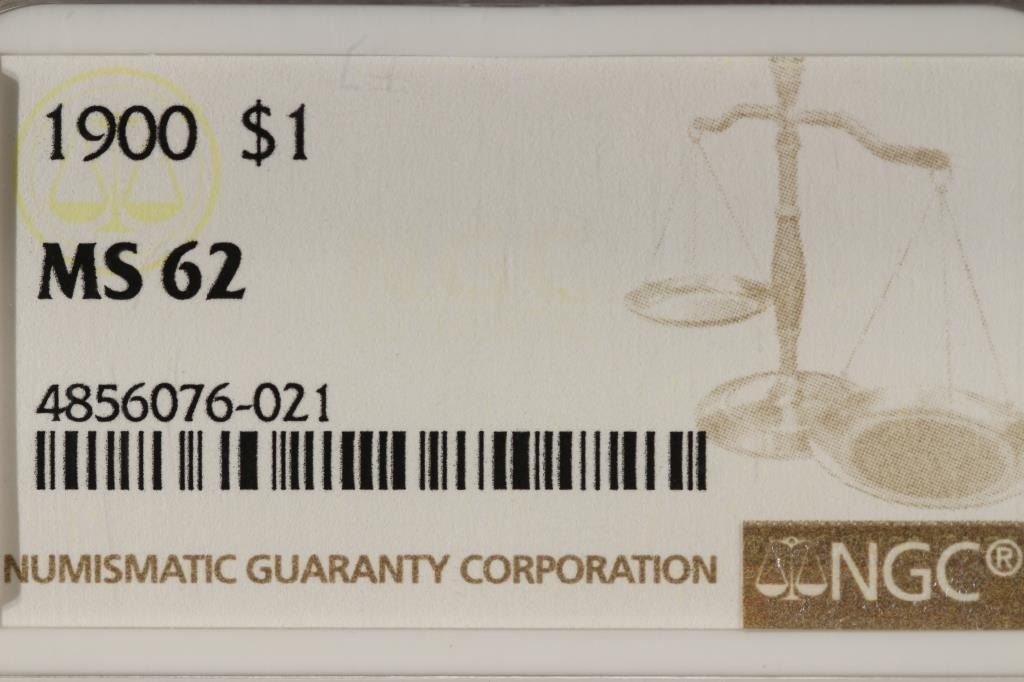 1900 $1
MS 62
4856076-021
NUMISMATIC GUARANTY CORPORATION
NGC®